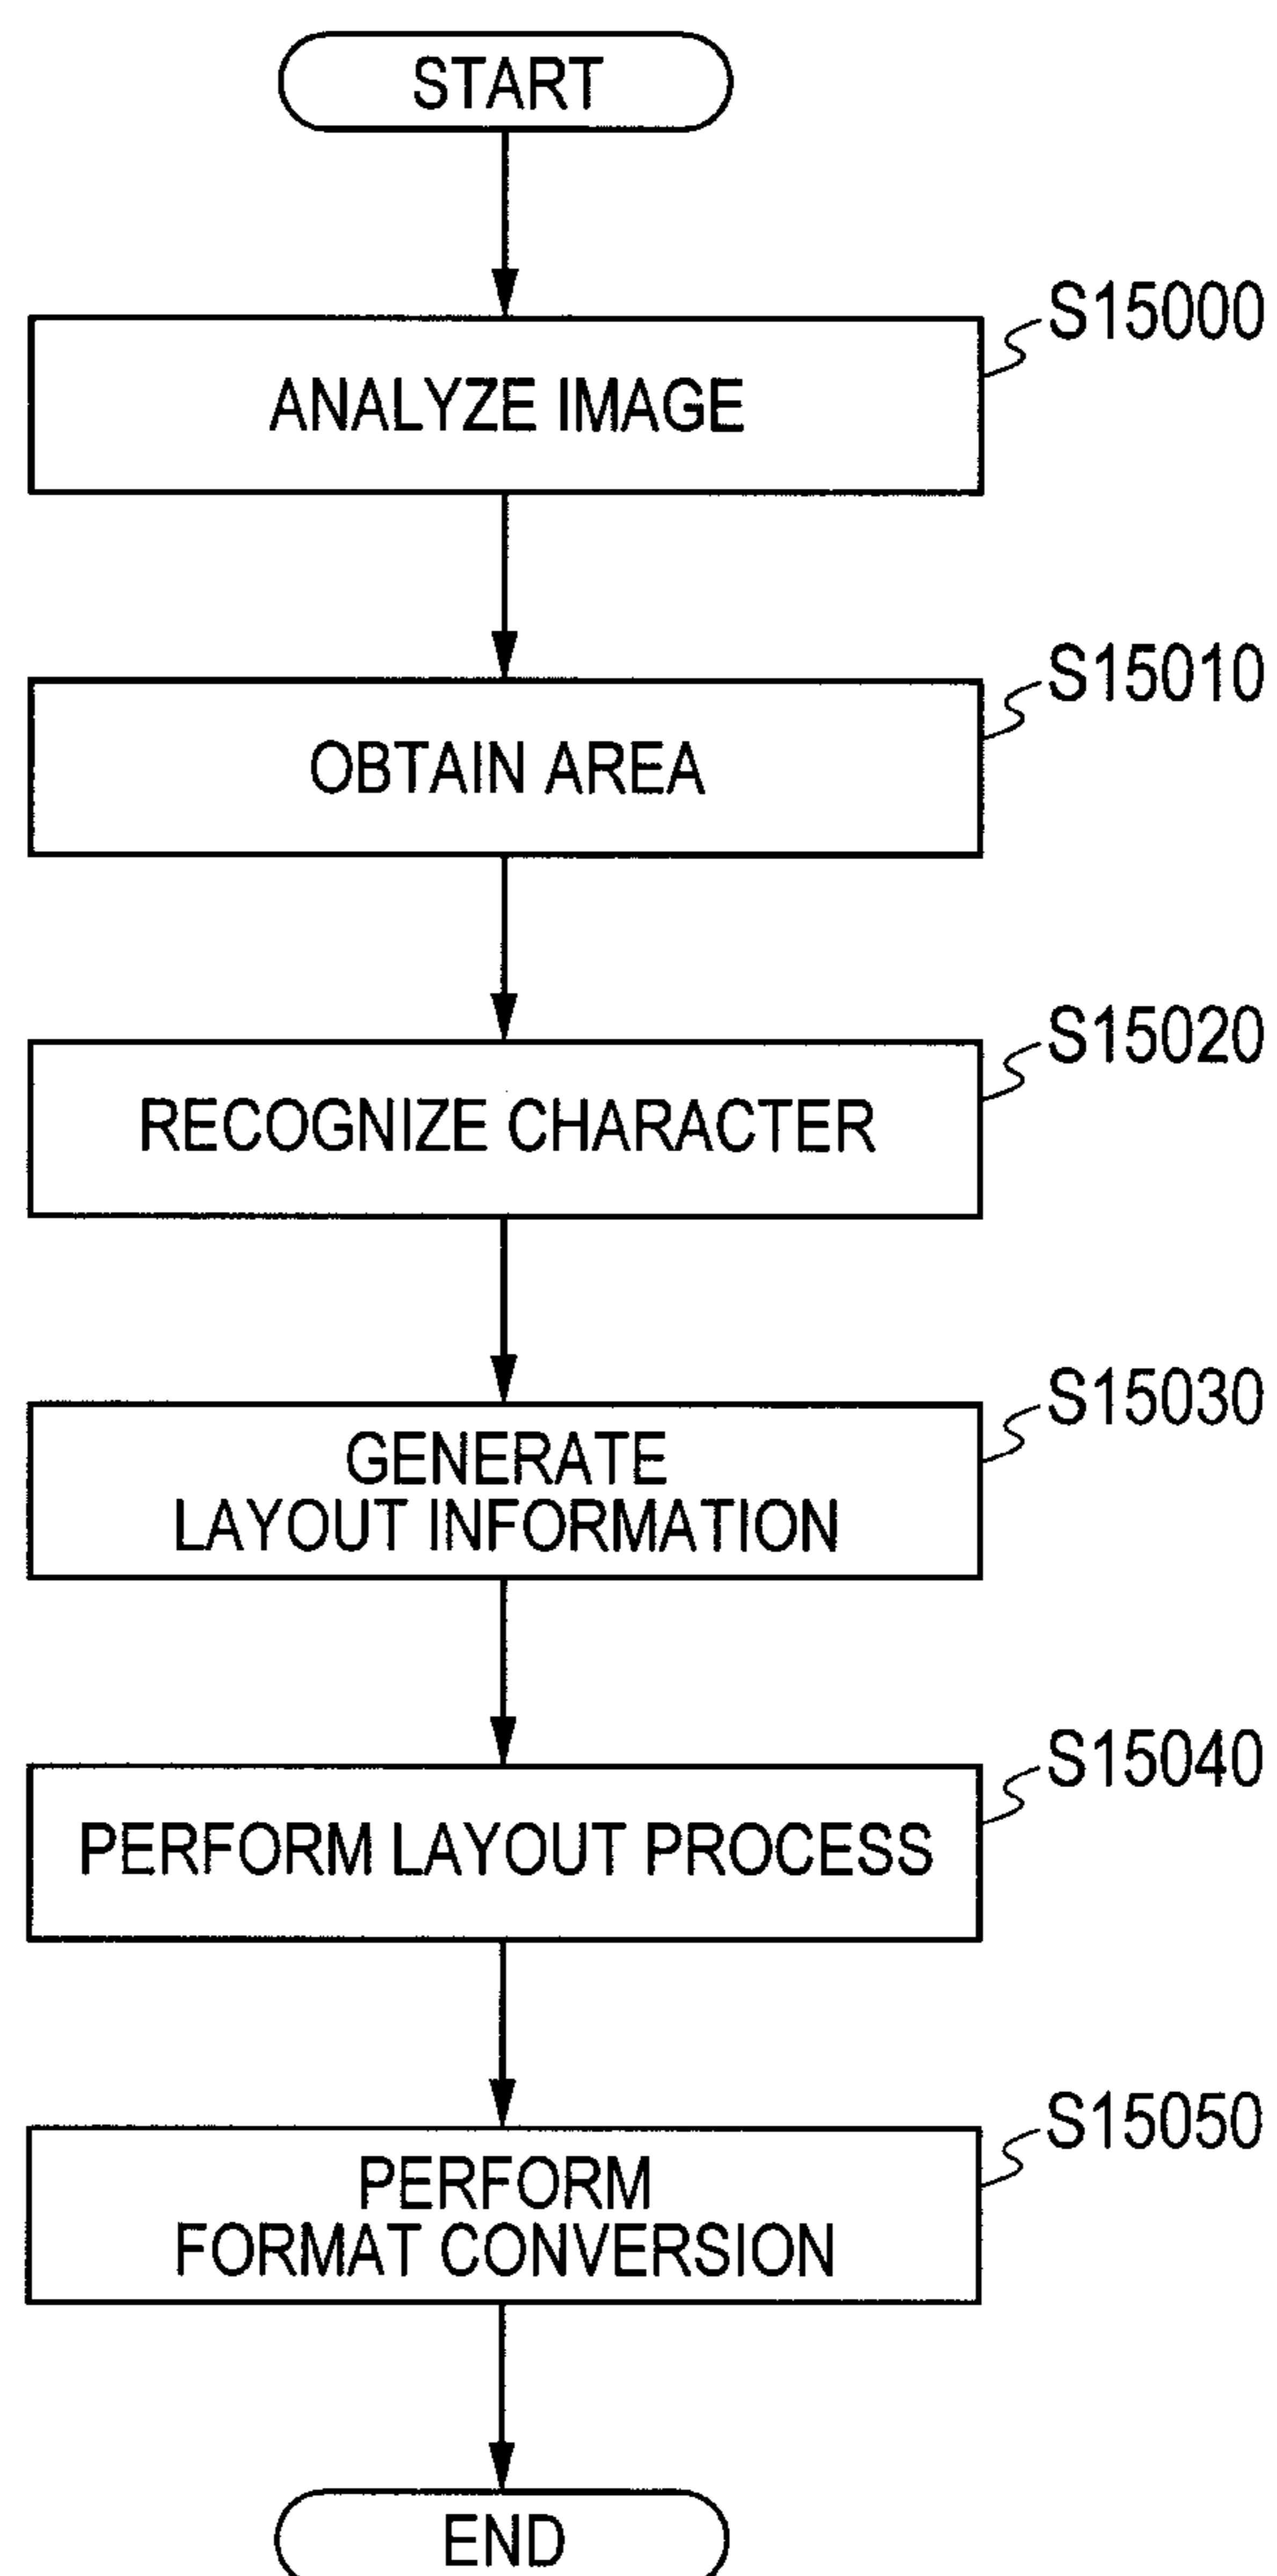 START
S15000
ANALYZE IMAGE
S15010
OBTAIN AREA
S15020
RECOGNIZE CHARACTER
S15030
GENERATE
LAYOUT INFORMATION
S15040
PERFORM LAYOUT PROCESS
S15050
PERFORM
FORMAT CONVERSION
END